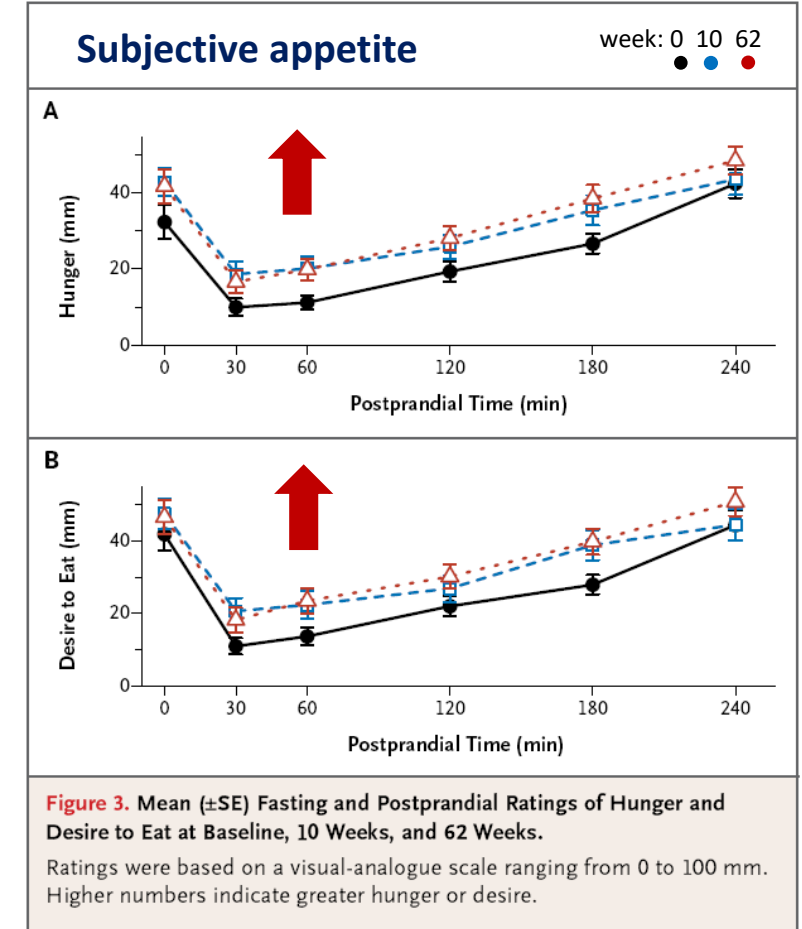 Subjective appetite
week: 0 10 62
A
Hunger (mm)
40
20
0
0 30 60 120 180 240
Postprandial Time (min)
B
Desire to Eat (mm)
40
20
0
0 30 60 120 180 240
Postprandial Time (min)
Figure 3. Mean (±SE) Fasting and Postprandial Ratings of Hunger and
Desire to Eat at Baseline, 10 Weeks, and 62 Weeks.
Ratings were based on a visual-analogue scale ranging from 0 to 100 mm.
Higher numbers indicate greater hunger or desire.